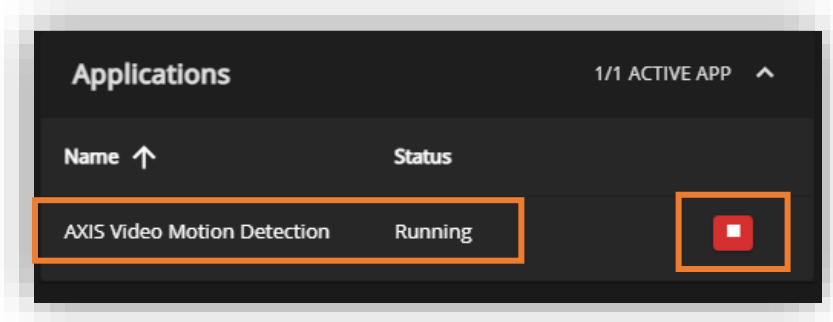 Applications 1/1 ACTIVE APP
Name Status
AXIS Video Motion Detection Running